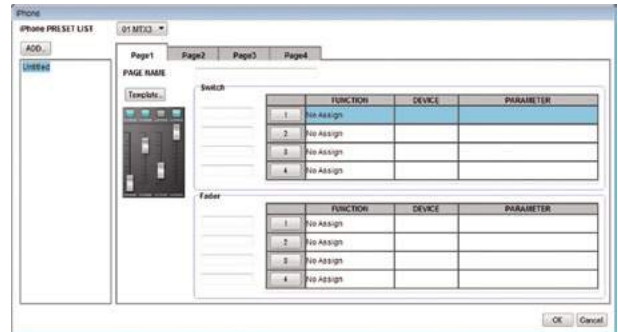 iPhone
iPhone PRESET LIST
01 MTX3
ADD..
Untitled
Page1 Page2 Page3 Page4
PAGE NAME
Template..
Switch
FUNCTION DEVICE PARAMETER
1 No Assign
2 No Assign
3 No Assign
4 No Assign
Fader
FUNCTION DEVICE PARAMETER
1 No Assign
2 No Assign
3 No Assign
4 No Assign
OK Cancel